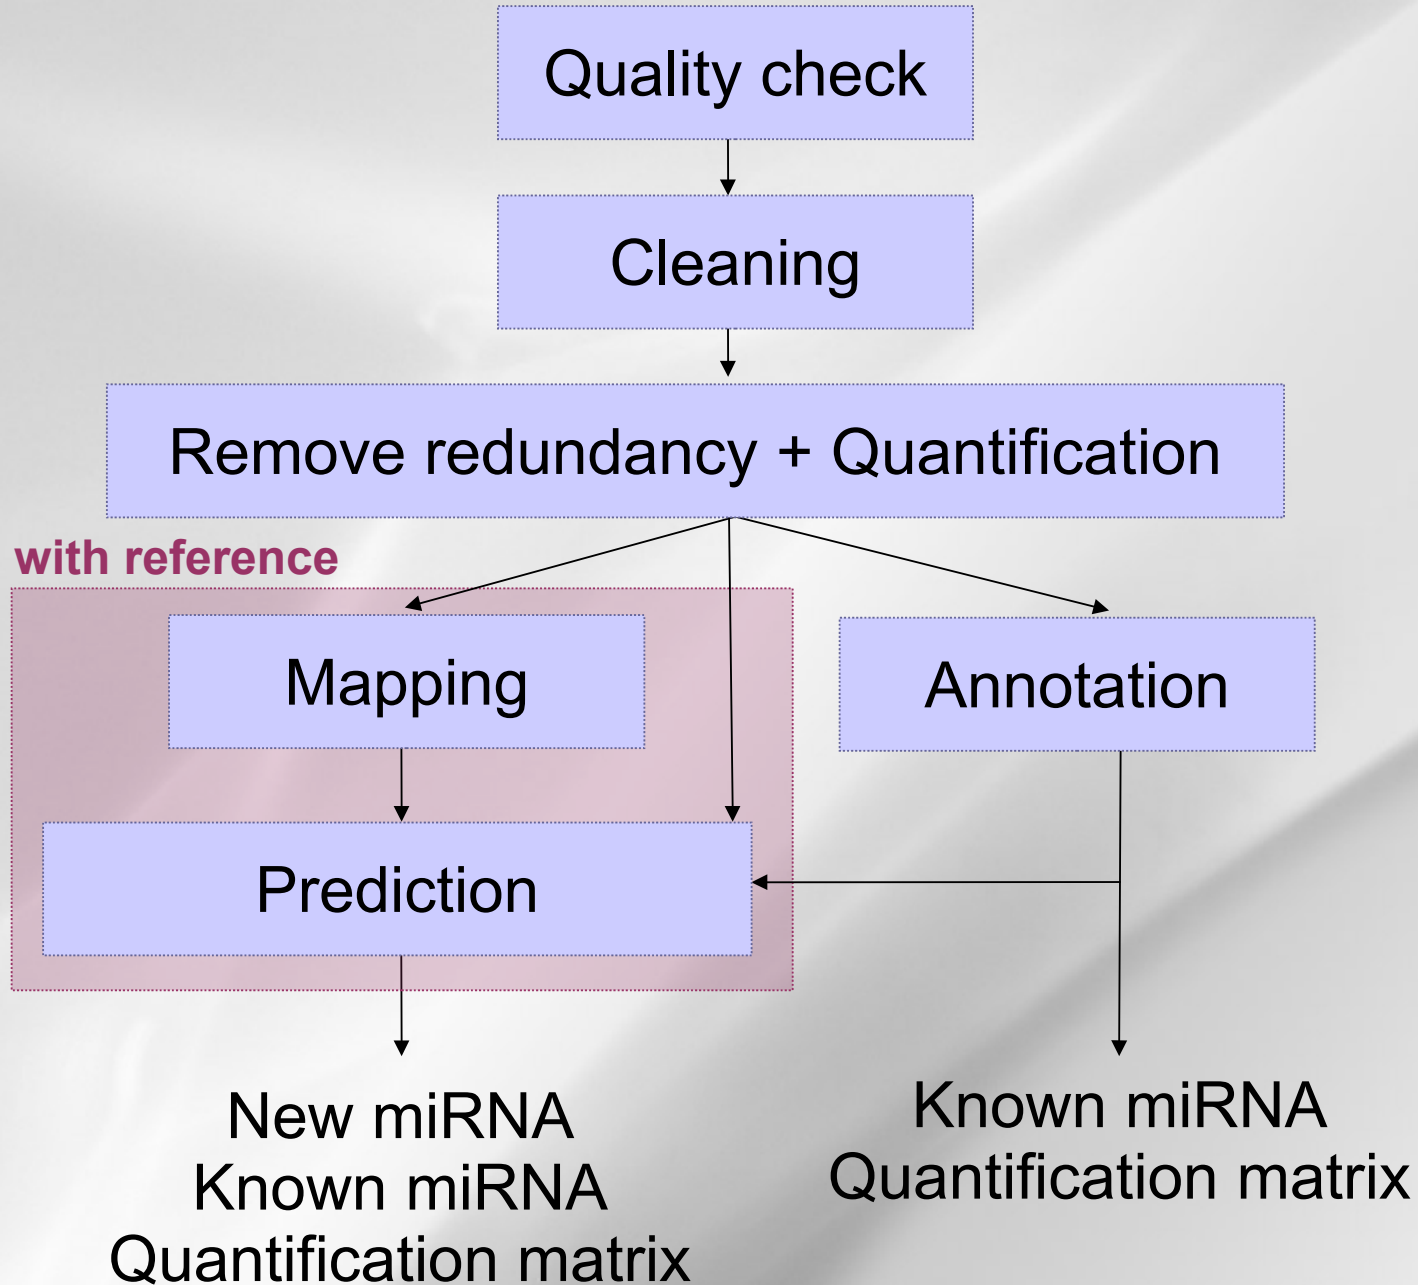 Quality check
Cleaning
Remove redundancy + Quantification
with reference
Mapping
Annotation
Prediction
New miRNA
Known miRNA
Quantification matrix
Known miRNA
Quantification matrix